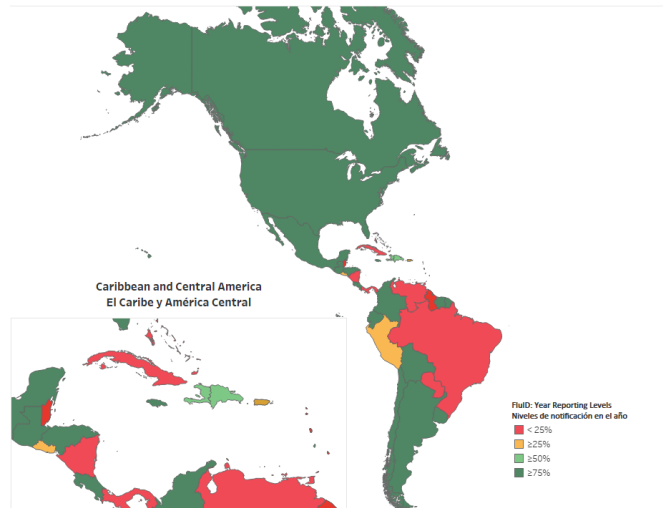 Caribbean and Central America
El Caribe y América Central
FluID: Year Reporting Levels
Niveles de notificación en el año
< 25%
≥25%
≥50%
≥75%